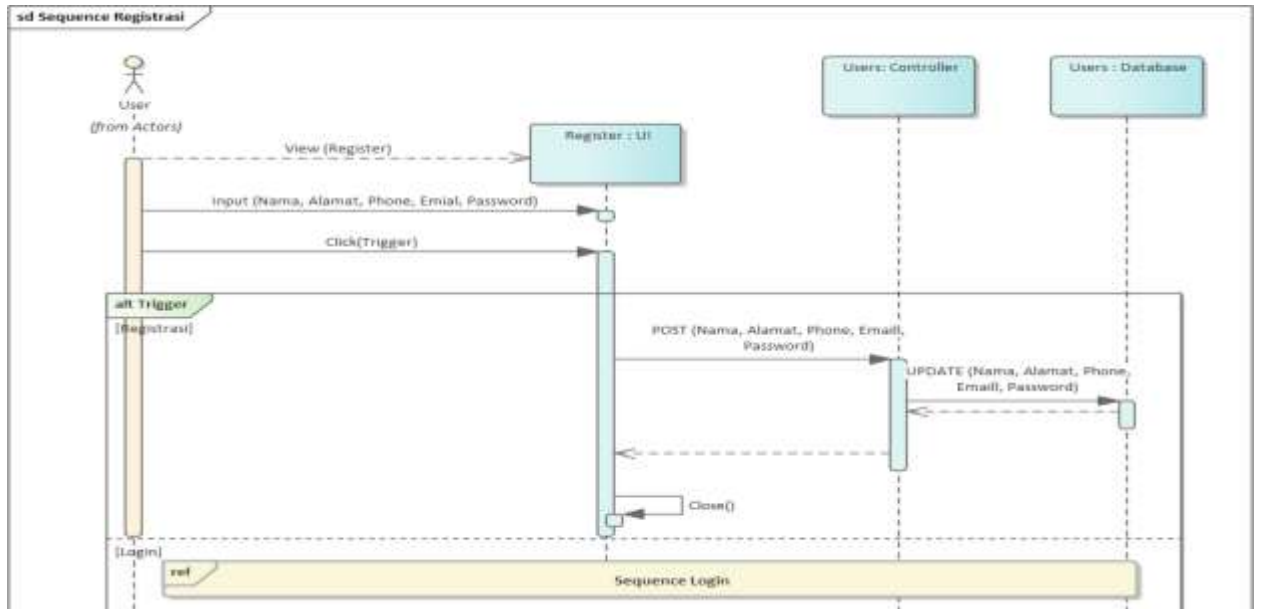 sd Sequence Registrasi
User
(from Actors)
Users: Controller
Users : Database
Register : UI
View (Register)
Input (Nama, Alamat, Phone, Emial, Password)
Click(Trigger)
alt Trigger
[Registrasi]
POST (Nama, Alamat, Phone, Emaill,
Password)
UPDATE (Nama, Alamat, Phone,
Emaill, Password)
Close()
[Login]
ref
Sequence Login